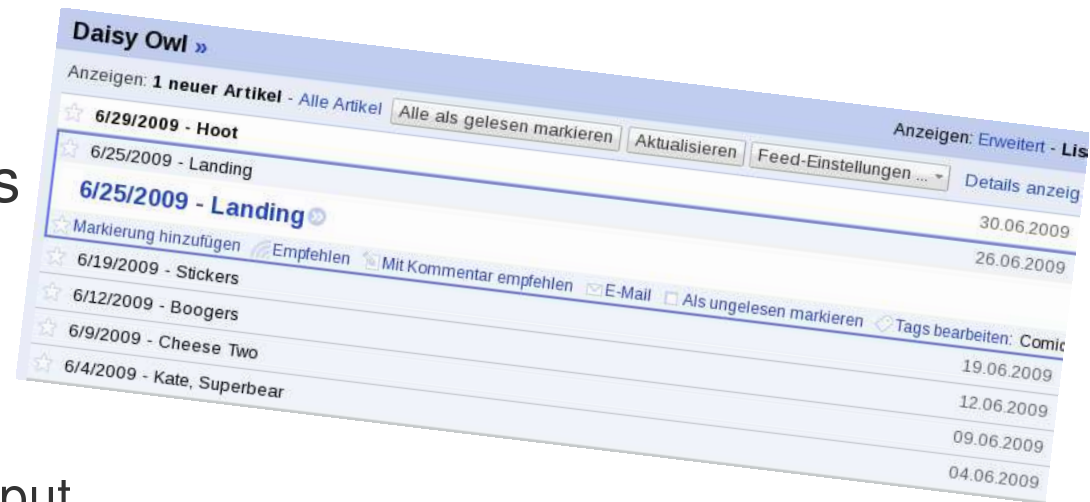 Daisy Owl »
Anzeigen: 1 neuer Artikel - Alle Artikel Alle als gelesen markieren Aktualisieren Feed-Einstellungen ... Anzeigen: Erweitert - Lis
Details anzeig
6/29/2009 - Hoot 30.06.2009
6/25/2009 - Landing 26.06.2009
s
6/25/2009 - Landing
Markierung hinzufügen Empfehlen Mit Kommentar empfehlen E-Mail Als ungelesen markieren Tags bearbeiten: Comic
6/19/2009 - Stickers 19.06.2009
6/12/2009 - Boogers 12.06.2009
6/9/2009 - Cheese Two 09.06.2009
6/4/2009 - Kate, Superbear 04.06.2009
put